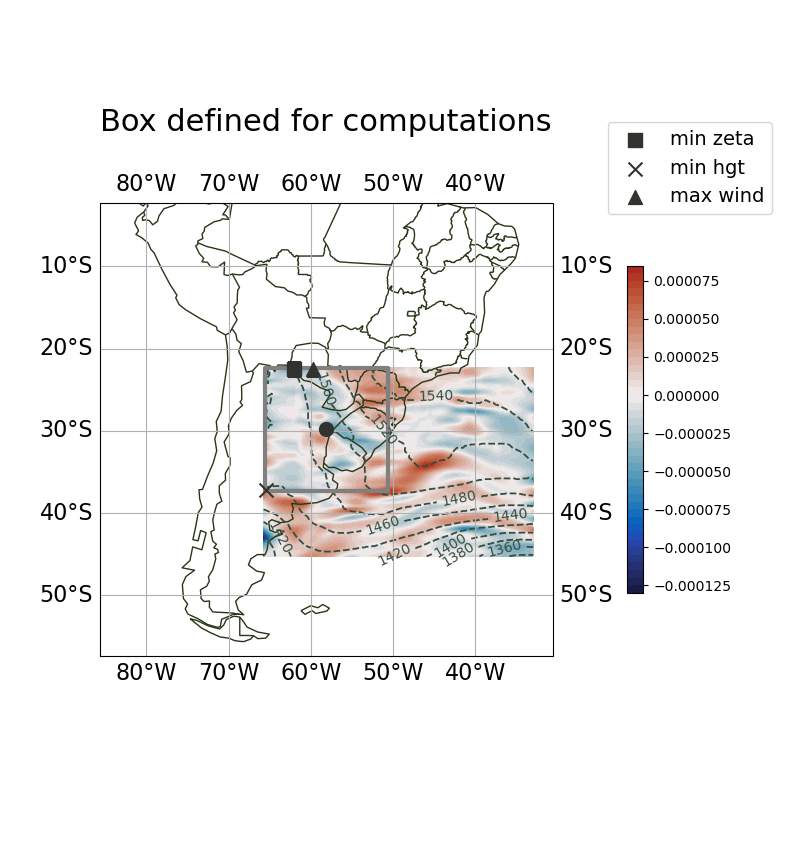 Box defined for computations
min zeta
min hgt
max wind
80°W 70°W 60°W 50°W 40°W
10°S 10°S
20°S 20°S
30°S 30°S
40°S 40°S
50°S 50°S
80°W 70°W 60°W 50°W 40°W
1500
1540
1480
1460
1440
1420
1400
1380
1360
0.000075
0.000050
0.000025
0.000000
−0.000025
−0.000050
−0.000075
−0.000100
−0.000125